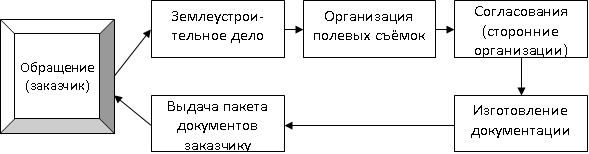 Обращение
(заказчик)
Землеустрои-
тельное дело
Организация
полевых съёмок
Согласования
(сторонние
организации)
Изготовление
документации
Выдача пакета
документов
заказчику